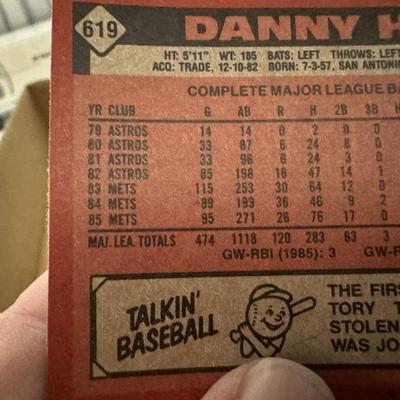 619 DANNY H
HT: 5'11" WT: 185 BATS: LEFT THROWS: LEF
ACQ: TRADE, 12-10-82 BORN: 7-3-57, SAN ANTONI
COMPLETE MAJOR LEAGUE BA
YR CLUB G AB R H 2B 3B H
79 ASTROS 14 14 0 2 0 0
80 ASTROS 33 87 6 24 8 0
81 ASTROS 33 96 6 24 3 0
82 ASTROS 85 198 16 47 14 1
83 METS 115 253 30 64 12 0
84 METS 99 193 36 46 9 2
85 METS 95 271 26 76 17 0
MAJ. LEA. TOTALS 474 1118 120 283 63 3
GW-RBI (1985): 3 GW-R
TALKIN'
BASEBALL
THE FIRS
TORY T
STOLEN
WAS JO